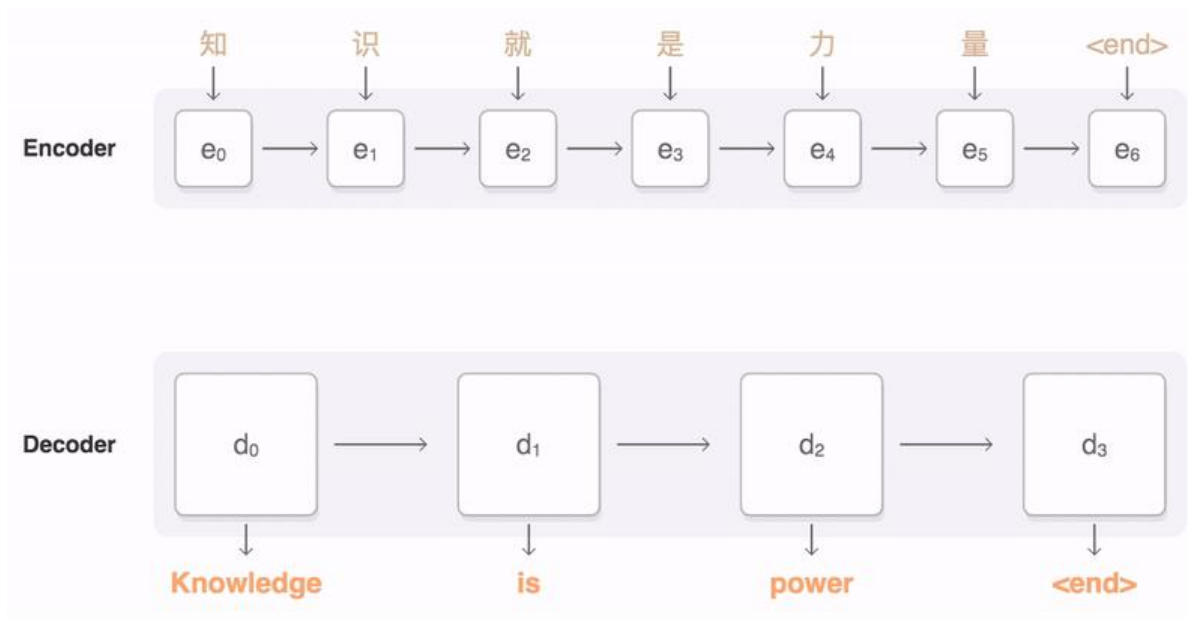 知 识 就 是 力 量 <end>
Encoder e₀ e₁ e₂ e₃ e₄ e₅ e₆
Decoder d₀ d₁ d₂ d₃
Knowledge is power <end>